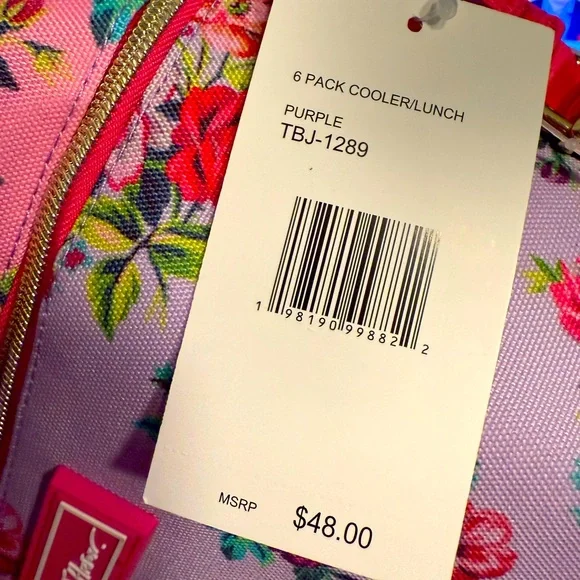 6 PACK COOLER/LUNCH
PURPLE
TBJ-1289
1 98190 99882 2
MSRP $48.00